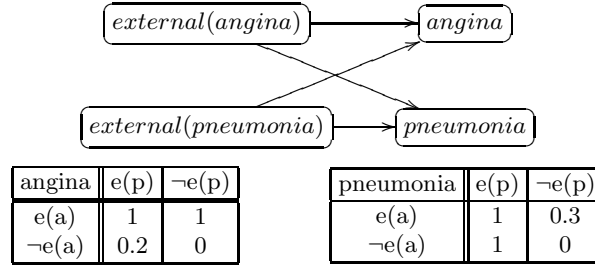 external(angina) angina
external(pneumonia) pneumonia
angina e(p) ¬e(p) pneumonia e(p) ¬e(p)
e(a) 1 1 e(a) 1 0.3
¬e(a) 0.2 0 ¬e(a) 1 0